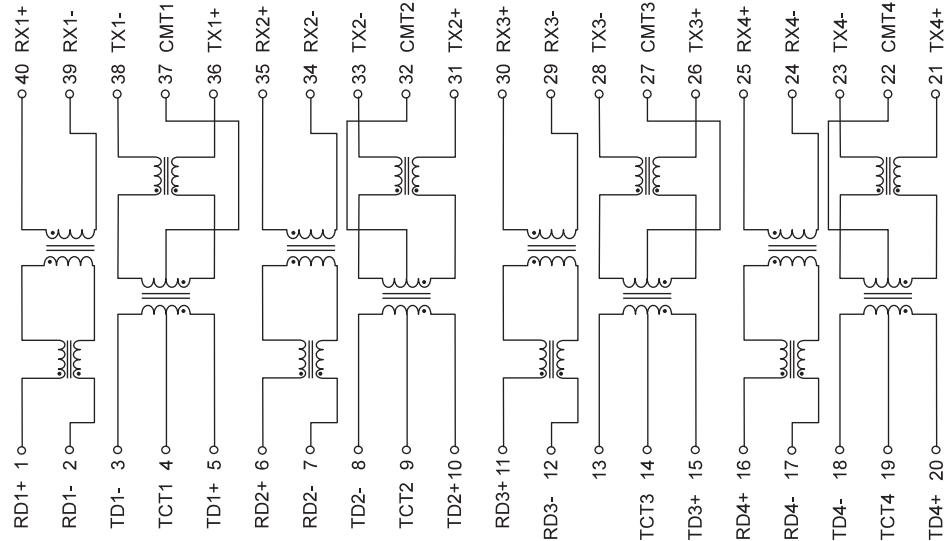 40 RX1+
39 RX1-
38 TX1-
37 CMT1
36 TX1+
35 RX2+
34 RX2-
33 TX2-
32 CMT2
31 TX2+
30 RX3+
29 RX3-
28 TX3-
27 CMT3
26 TX3+
25 RX4+
24 RX4-
23 TX4-
22 CMT4
21 TX4+
RD1+ 1
RD1- 2
TD1- 3
TCT1 4
TD1+ 5
RD2+ 6
RD2- 7
TD2- 8
TCT2 9
TD2+ 10
RD3+ 11
RD3- 12
13
TCT3 14
TD3+ 15
RD4+ 16
RD4- 17
TD4- 18
TCT4 19
TD4+ 20